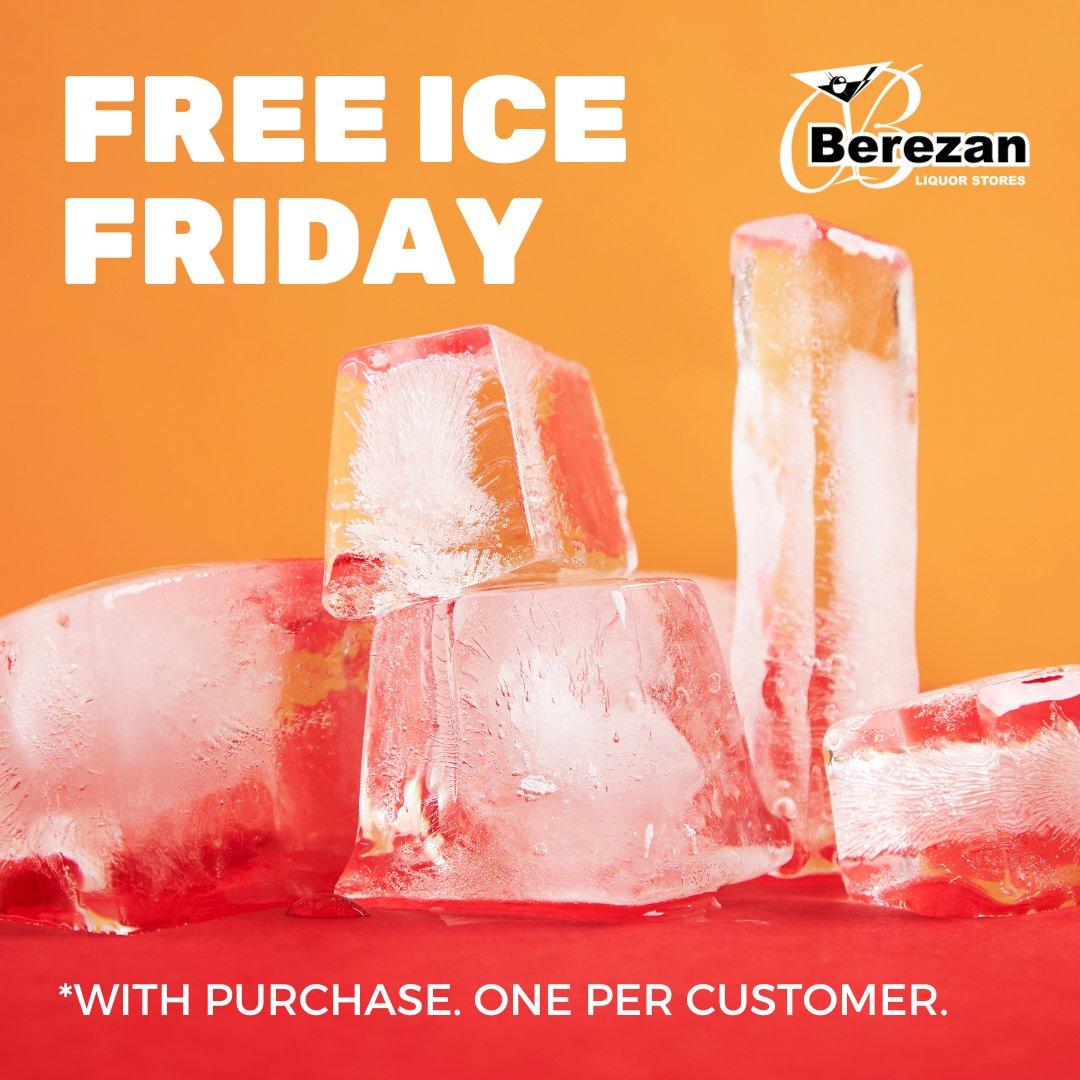 FREE ICE
FRIDAY
Berezan
LIQUOR STORES
*WITH PURCHASE. ONE PER CUSTOMER.